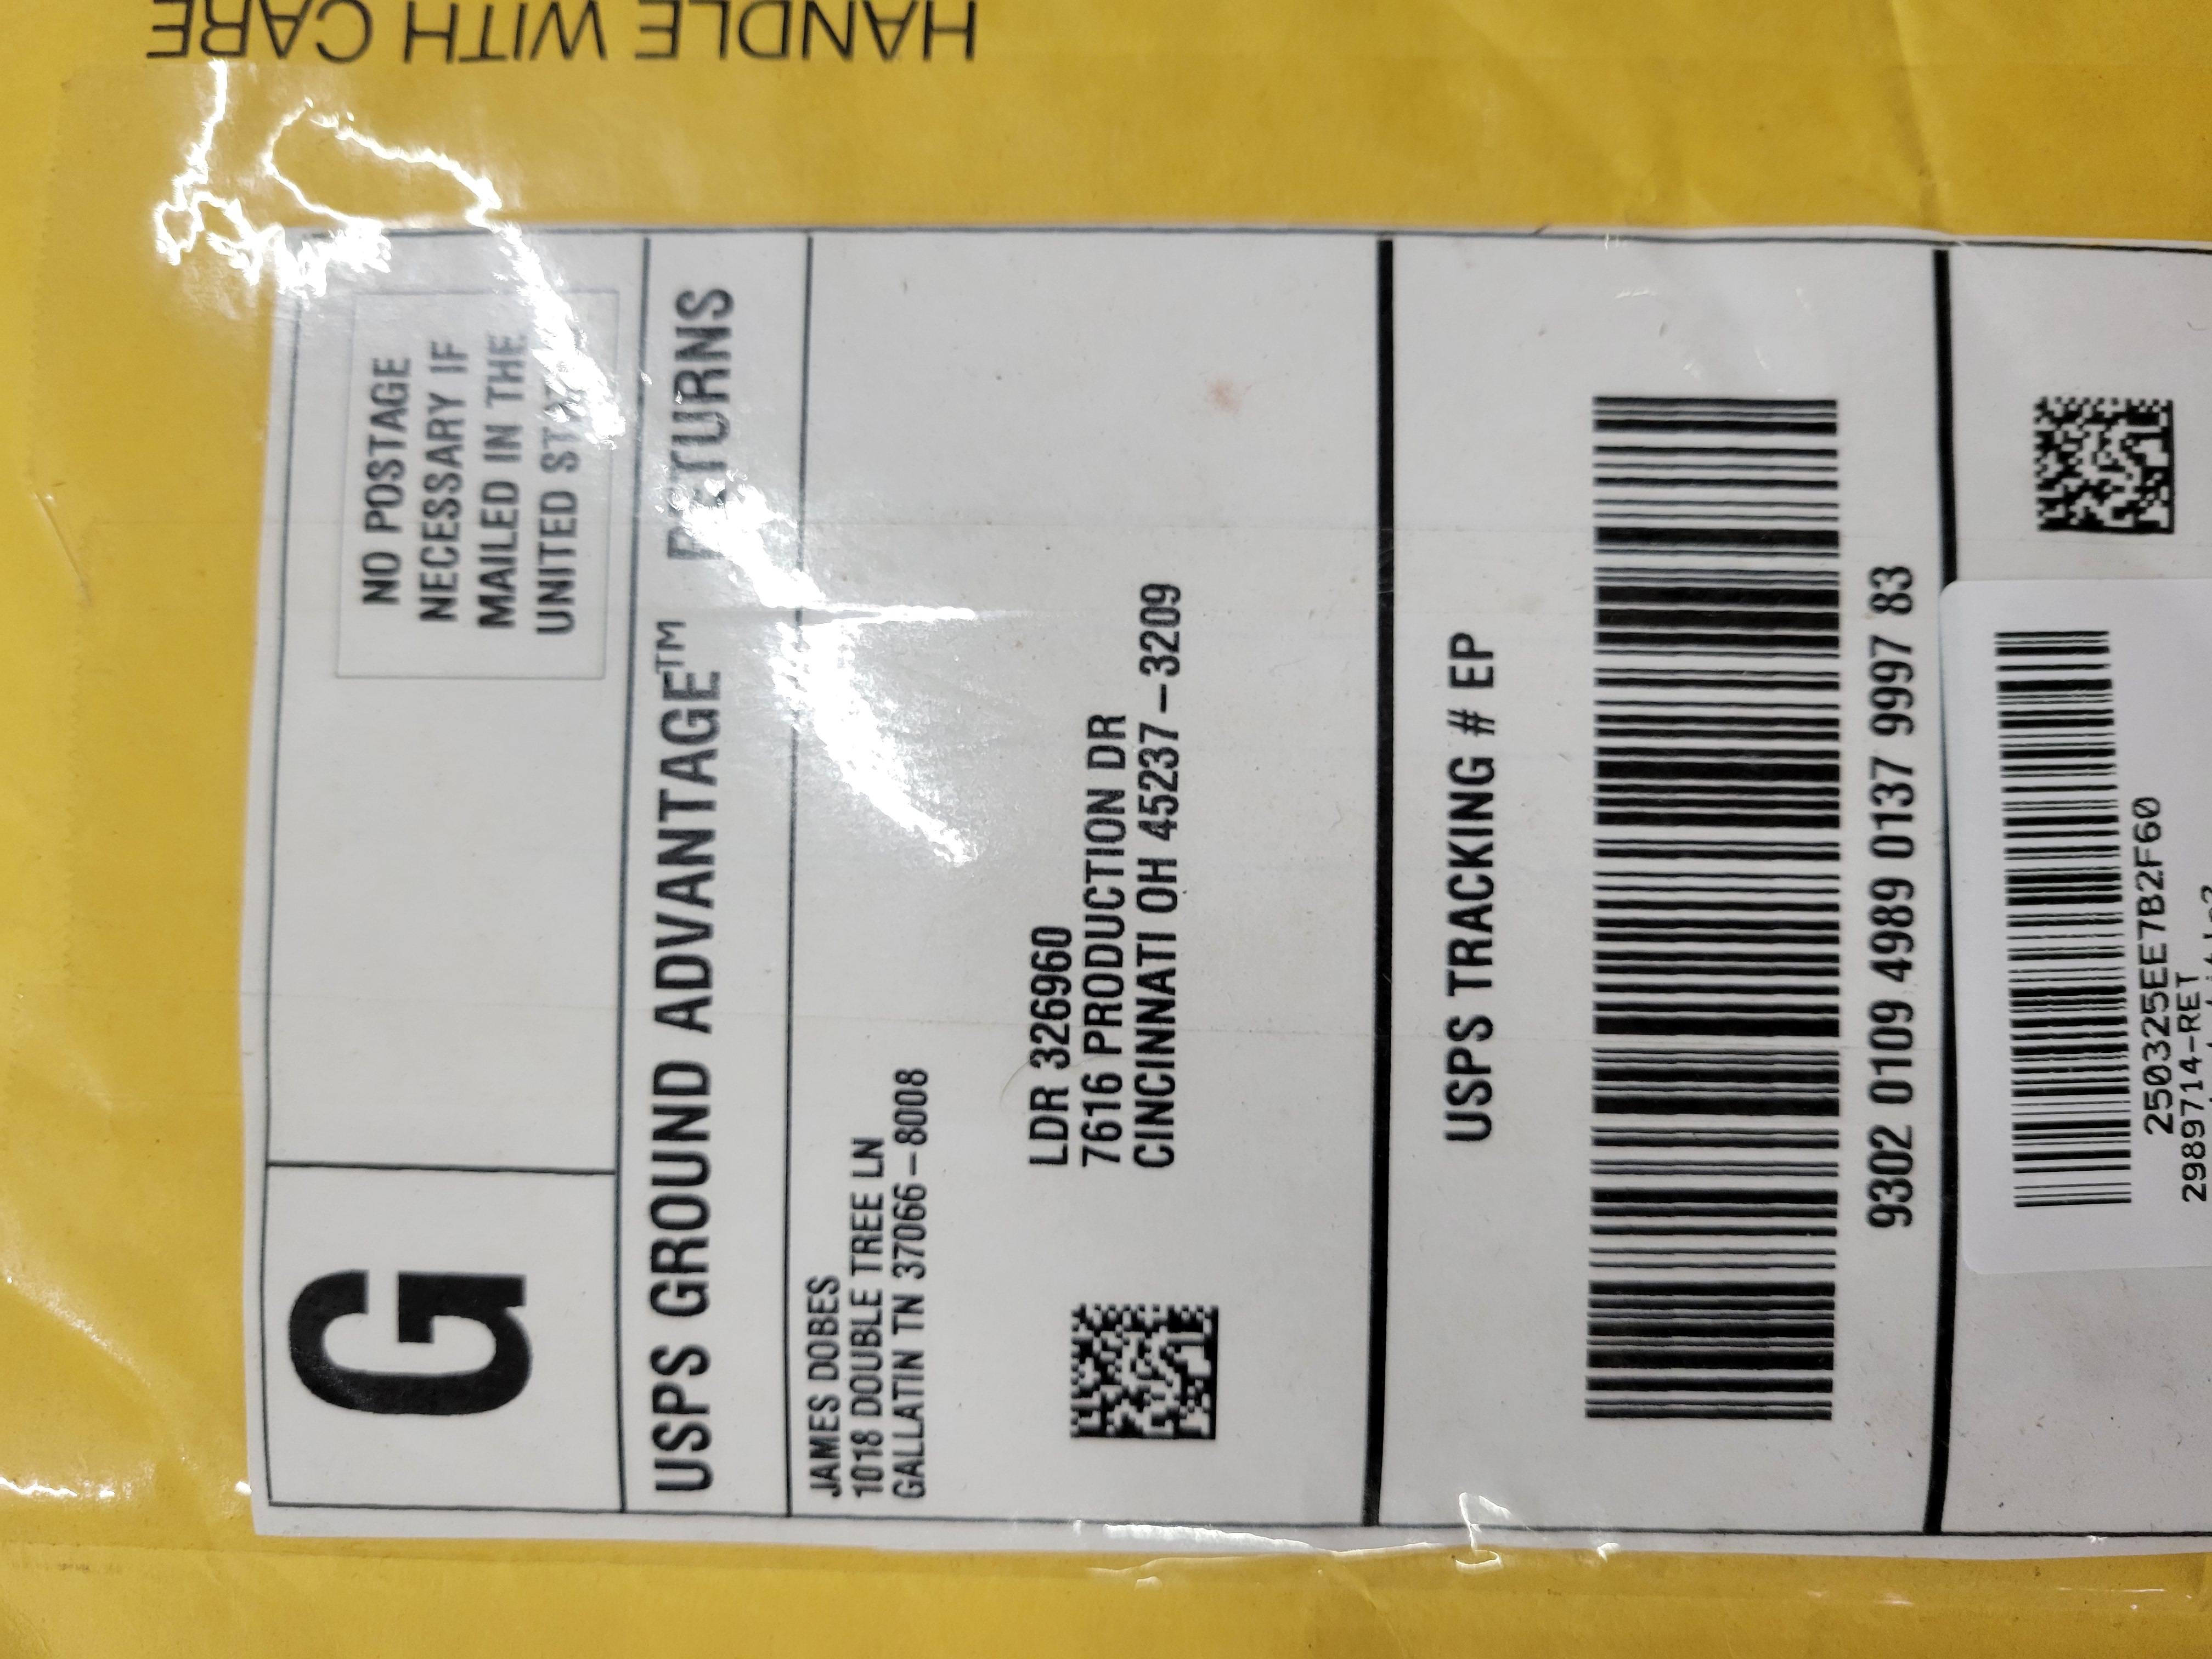 HANDLE WITH CARE
G
NO POSTAGE
NECESSARY IF
MAILED IN THE
UNITED
USPS GROUND ADVANTAGE™ RETURNS
JAMES DOBES
1018 DOUBLE TREE LN
GALLATIN TN 37066-8008
LDR 326960
7616 PRODUCTION DR
CINCINNATI OH 45237-3209
USPS TRACKING # EP
9302 0109 4989 0137 9997 83
250325EE7B2F60
2989714-RET